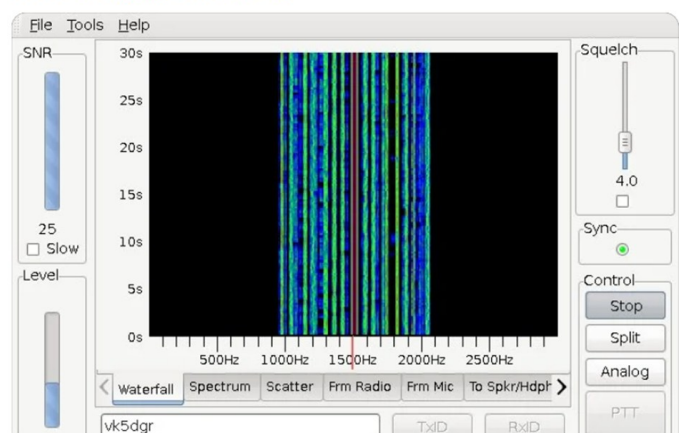 File Tools Help
SNR
25
Slow
Level
30s
25s
20s
15s
10s
5s
0s
500Hz 1000Hz 1500Hz 2000Hz 2500Hz
Waterfall Spectrum Scatter Frm Radio Frm Mic To Spkr/Hdph
vk5dgr
TxID RxID
Squelch
4.0
Sync
Control
Stop
Split
Analog
PTT